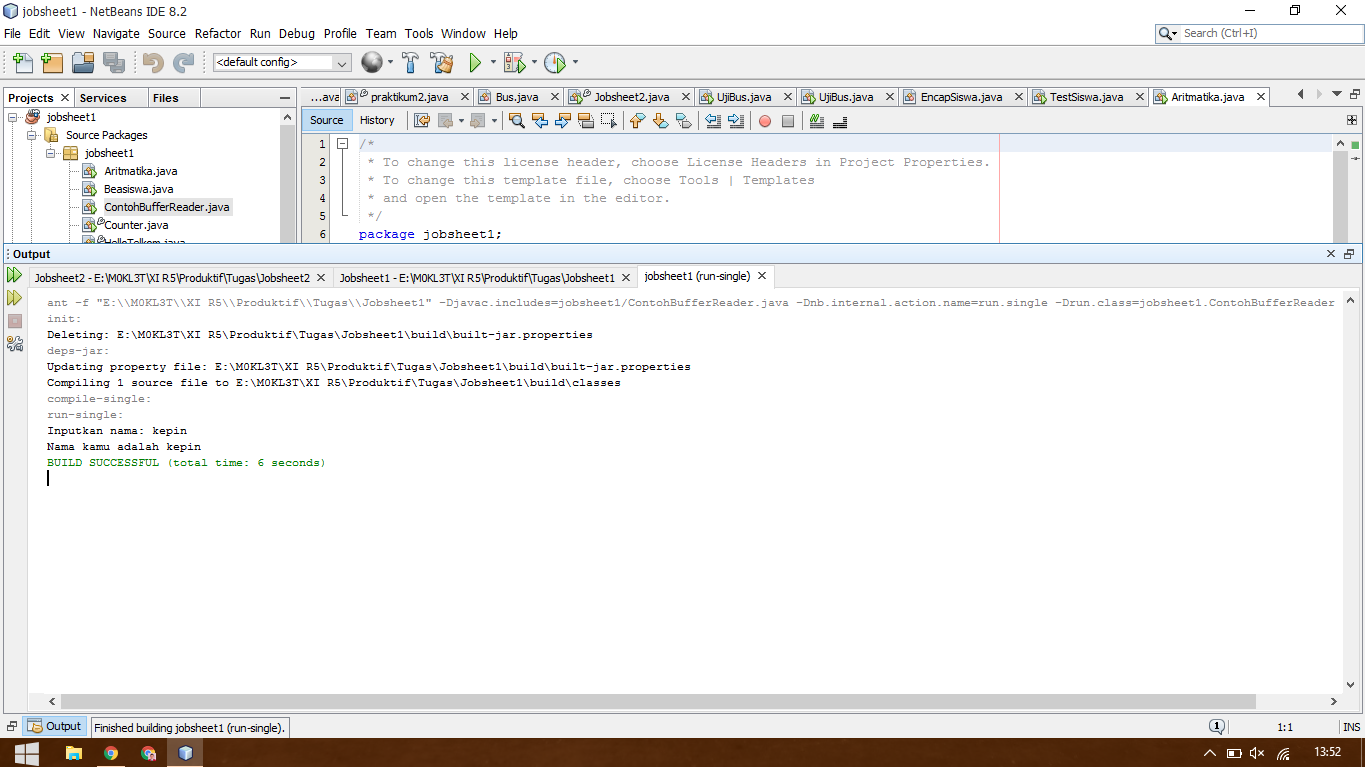 jobsheet1 - NetBeans IDE 8.2
File Edit View Navigate Source Refactor Run Debug Profile Team Tools Window Help
Search (Ctrl+I)
<default config>
Projects Services Files
...ava praktikum2.java Bus.java Jobsheet2.java UjiBus.java UjiBus.java EncapSiswa.java TestSiswa.java Aritmatika.java
jobsheet1
Source Packages
jobsheet1
Aritmatika.java
Beasiswa.java
ContohBufferReader.java
Counter.java
HelloTelkom.java
Source History
1 /*
2 * To change this license header, choose License Headers in Project Properties.
3 * To change this template file, choose Tools | Templates
4 * and open the template in the editor.
5 */
6 package jobsheet1;
Output
Jobsheet2 - E:\M0KL3T\XI R5\Produktif\Tugas\Jobsheet2 Jobsheet1 - E:\M0KL3T\XI R5\Produktif\Tugas\Jobsheet1 jobsheet1 (run-single)
ant -f "E:\\M0KL3T\\XI R5\\Produktif\\Tugas\\Jobsheet1" -Djavac.includes=jobsheet1/ContohBufferReader.java -Dnb.internal.action.name=run.single -Drun.class=jobsheet1.ContohBufferReader
init:
Deleting: E:\M0KL3T\XI R5\Produktif\Tugas\Jobsheet1\build\built-jar.properties
deps-jar:
Updating property file: E:\M0KL3T\XI R5\Produktif\Tugas\Jobsheet1\build\built-jar.properties
Compiling 1 source file to E:\M0KL3T\XI R5\Produktif\Tugas\Jobsheet1\build\classes
compile-single:
run-single:
Inputkan nama: kepin
Nama kamu adalah kepin
BUILD SUCCESSFUL (total time: 6 seconds)
Output Finished building jobsheet1 (run-single). 1 1:1 INS
13:52